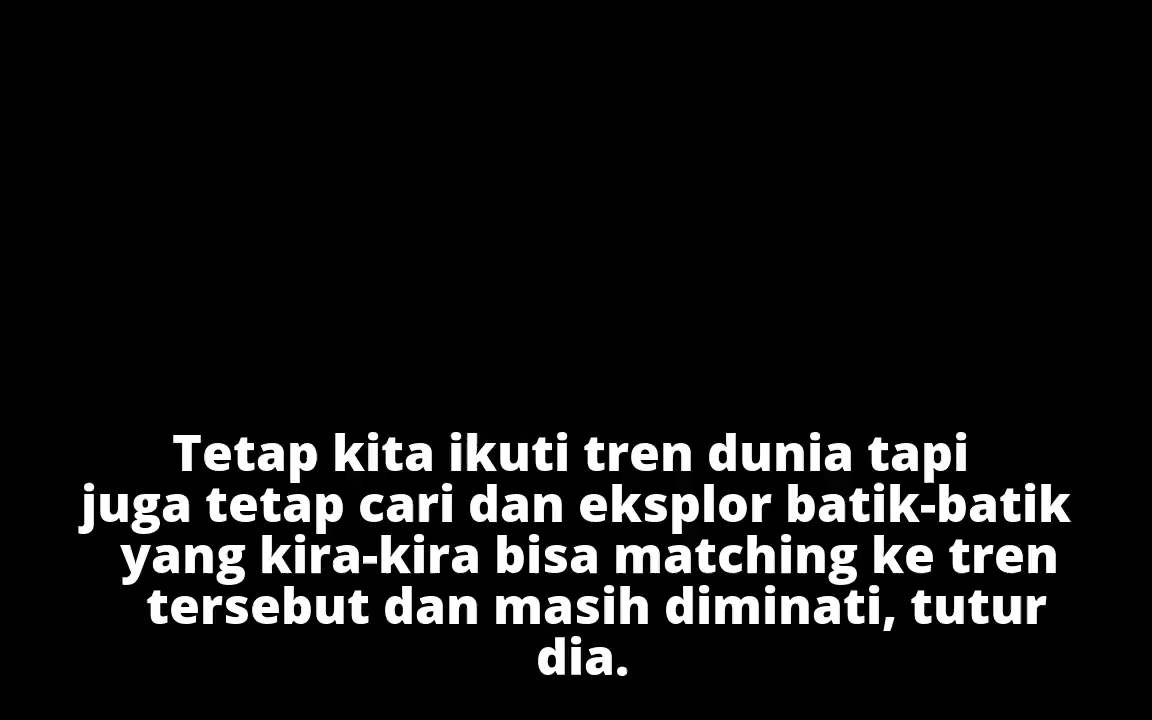 Tetap kita ikuti tren dunia tapi
juga tetap cari dan eksplor batik-batik
yang kira-kira bisa matching ke tren
tersebut dan masih diminati, tutur
dia.